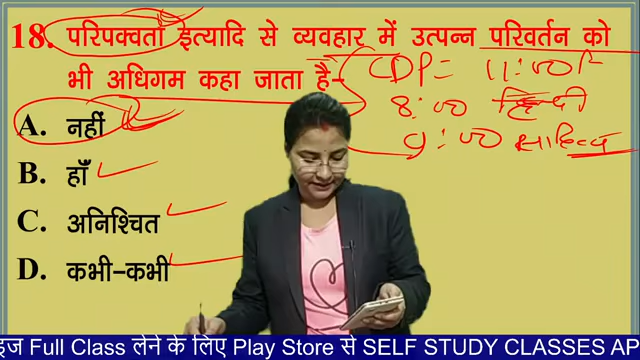 18. परिपक्वता इत्यादि से व्यवहार में उत्पन्न परिवर्तन को
भी अधिगम कहा जाता है-
CDP= 11:00
8:00 हिन्दी
9:00 साहित्य
A. नहीं
B. हाँ
C. अनिश्चित
D. कभी-कभी
इज Full Class लेने के लिए Play Store से SELF STUDY CLASSES AP